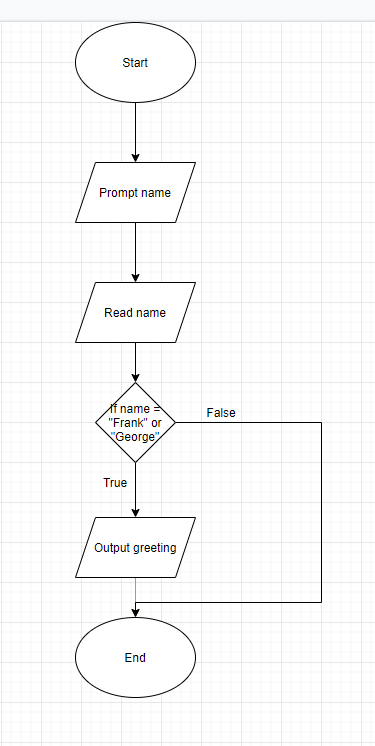 Start
Prompt name
Read name
If name =
"Frank" or
"George"
False
True
Output greeting
End